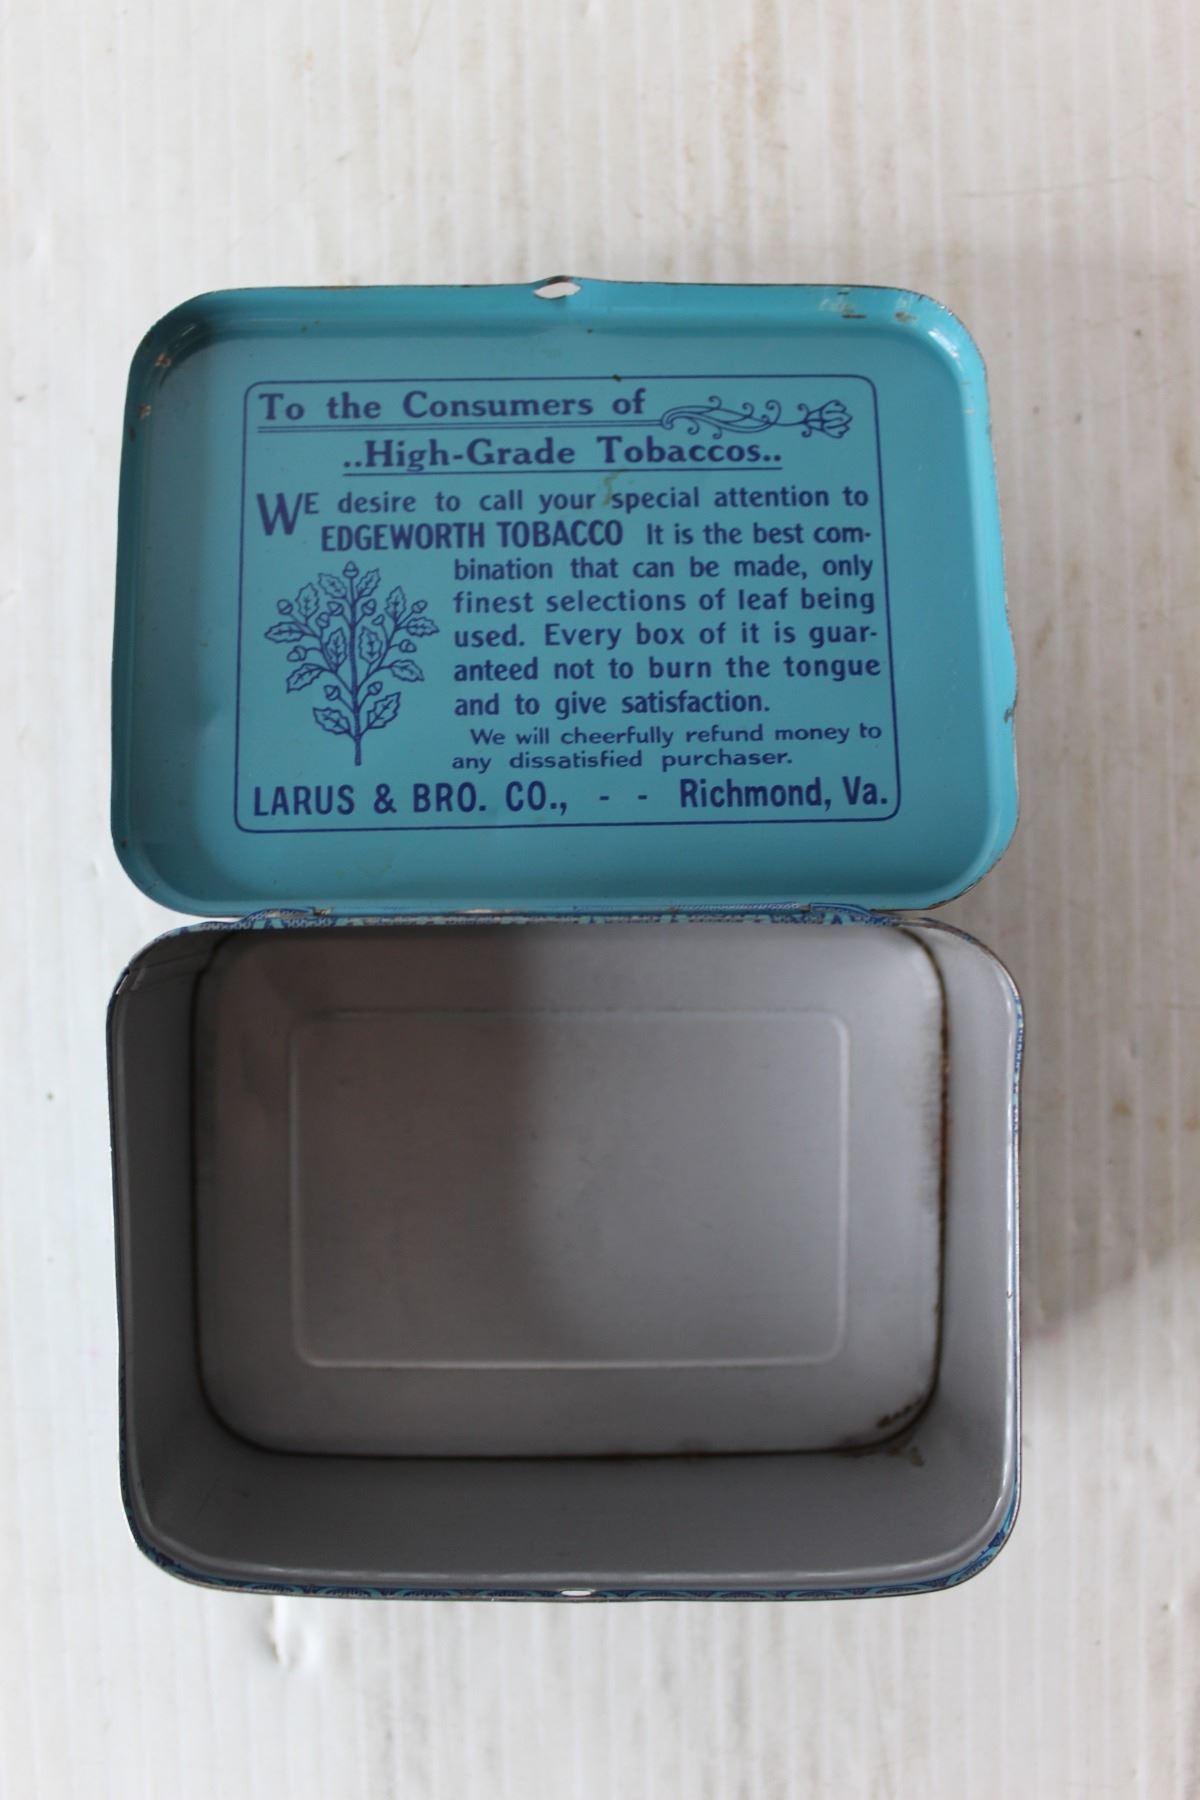 To the Consumers of
..High-Grade Tobaccos..
WE desire to call your special attention to
EDGEWORTH TOBACCO It is the best com-
bination that can be made, only
finest selections of leaf being
used. Every box of it is guar-
anteed not to burn the tongue
and to give satisfaction.
We will cheerfully refund money to
any dissatisfied purchaser.
LARUS & BRO. CO., - - Richmond, Va.